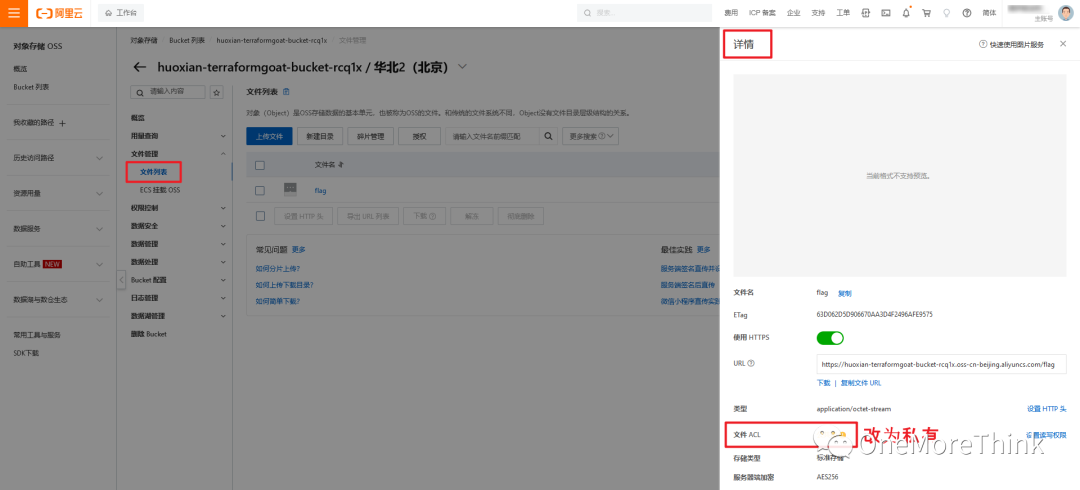 阿里云
工作台
搜索...
费用 ICP 备案 企业 支持 工单 简体
主账号
对象存储 OSS
概览
Bucket 列表
我收藏的路径
历史访问路径
资源用量
数据服务
自助工具 NEW
数据湖与数仓生态
常用工具与服务
SDK下载
对象存储 Bucket 列表 huoxian-terraformgoat-bucket-rcq1x 文件管理
huoxian-terraformgoat-bucket-rcq1x / 华北2（北京）
请输入内容
概览
用量查询
文件管理
文件列表
ECS 挂载 OSS
权限控制
数据安全
数据管理
数据处理
Bucket 配置
日志管理
数据湖管理
删除 Bucket
文件列表
对象（Object）是OSS存储数据的基本单元，也被称为OSS的文件。和传统的文件系统不同，Object没有文件目录层级结构的关系。
上传文件 新建目录 碎片管理 授权 请输入文件名前缀匹配 更多搜索
文件名
flag
设置 HTTP 头 导出 URL 列表 下载 解冻 彻底删除
常见问题 更多
如何分片上传?
如何上传下载目录?
如何简单下载?
最佳实践 更多
服务端签名直传并设
服务端签名后直传
微信小程序直传实践
详情
快速使用图片服务
当前格式不支持预览。
文件名 flag 复制
ETag 63D062D5D906670AA3D4F2496AFE9575
使用 HTTPS
URL https://huoxian-terraformgoat-bucket-rcq1x.oss-cn-beijing.aliyuncs.com/flag
下载 | 复制文件 URL
类型 application/octet-stream 设置 HTTP 头
文件 ACL 改为私有 设置读写权限
OneMoreThink
存储类型 标准存储
服务器端加密 AES256